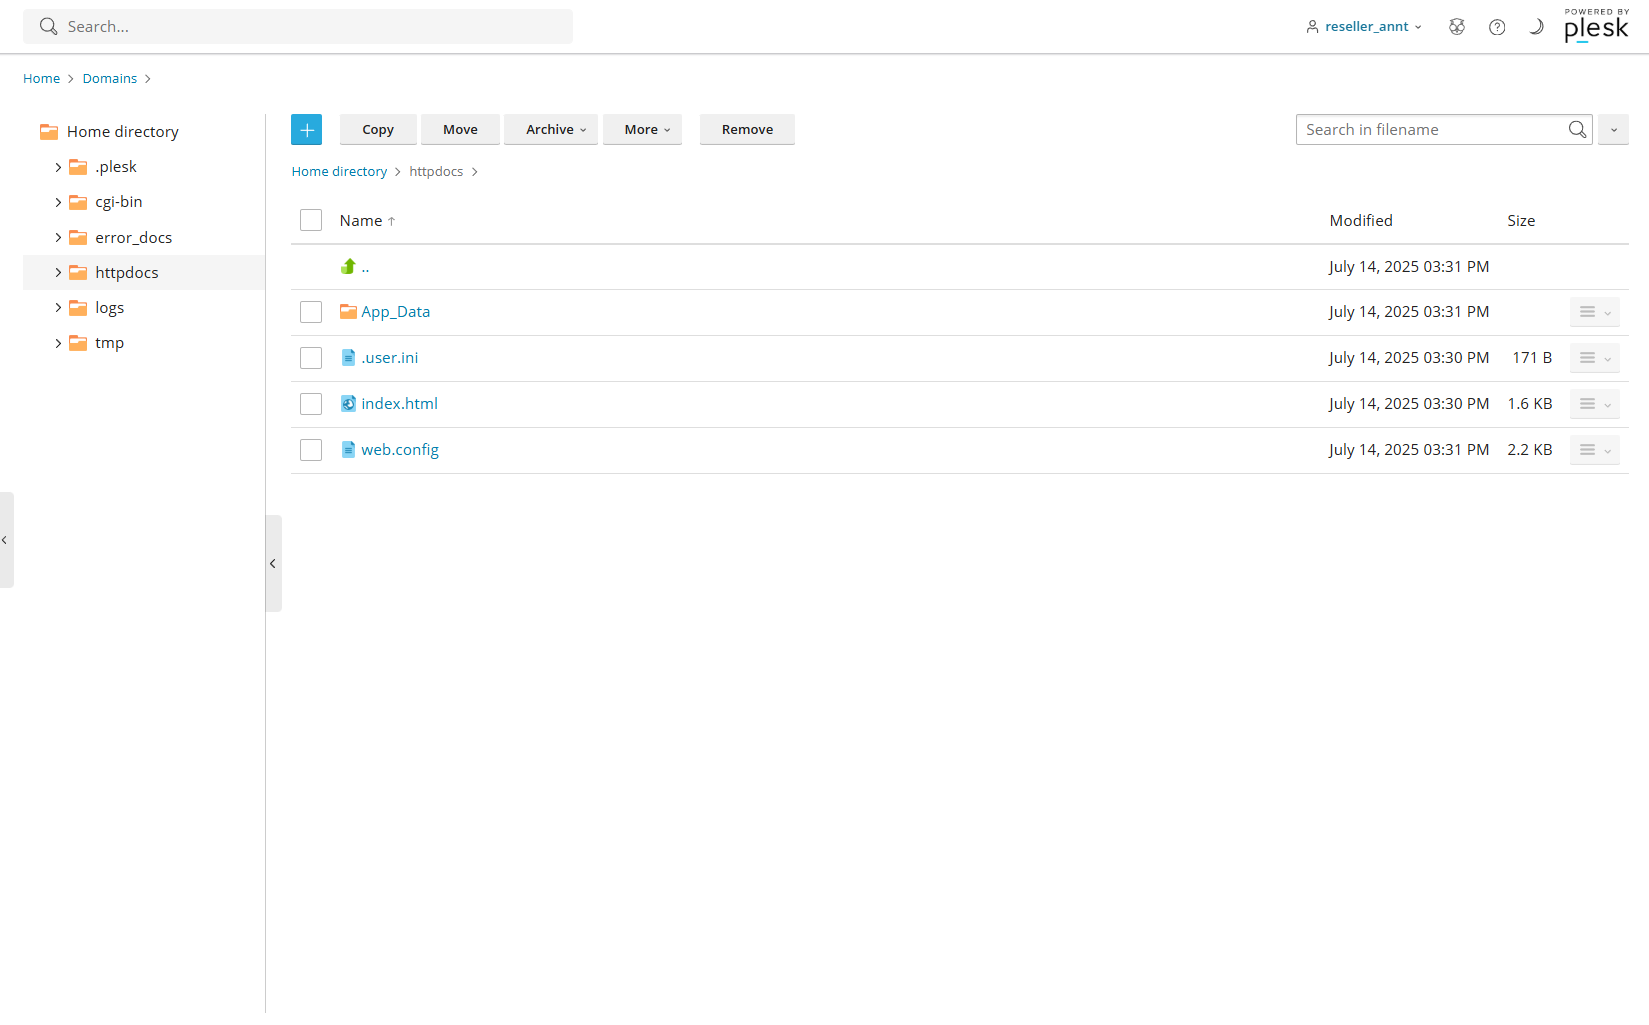 Search...
reseller_annt
POWERED BY
plesk
Home > Domains >
Home directory
.plesk
cgi-bin
error_docs
httpdocs
logs
tmp
Copy Move Archive More Remove
Search in filename
Home directory > httpdocs >
Name Modified Size
.. July 14, 2025 03:31 PM
App_Data July 14, 2025 03:31 PM
.user.ini July 14, 2025 03:30 PM 171 B
index.html July 14, 2025 03:30 PM 1.6 KB
web.config July 14, 2025 03:31 PM 2.2 KB